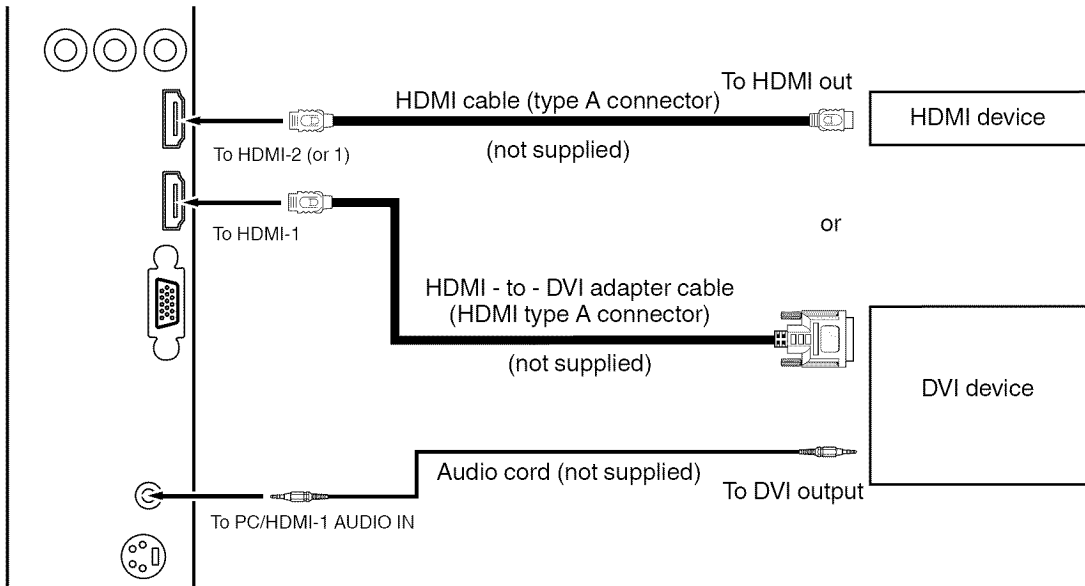 To HDMI out
HDMI cable (type A connector)
HDMI device
(not supplied)
To HDMI-2 (or 1)
or
To HDMI-1
HDMI - to - DVI adapter cable
(HDMI type A connector)
(not supplied)
DVI device
Audio cord (not supplied)
To DVI output
To PC/HDMI-1 AUDIO IN